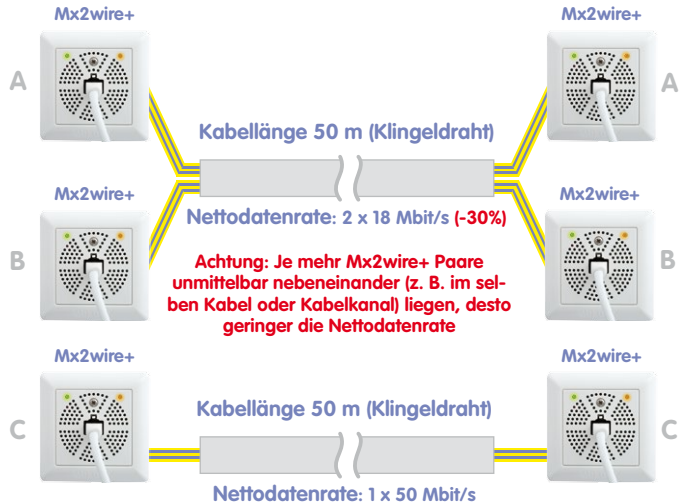 Mx2wire+
Mx2wire+
A
A
Kabellänge 50 m (Klingeldraht)
Mx2wire+
Mx2wire+
Nettodatenrate: 2 x 18 Mbit/s (-30%)
B
B
Achtung: Je mehr Mx2wire+ Paare
unmittelbar nebeneinander (z. B. im sel-
ben Kabel oder Kabelkanal) liegen, desto
geringer die Nettodatenrate
Mx2wire+
Mx2wire+
Kabellänge 50 m (Klingeldraht)
C
C
Nettodatenrate: 1 x 50 Mbit/s